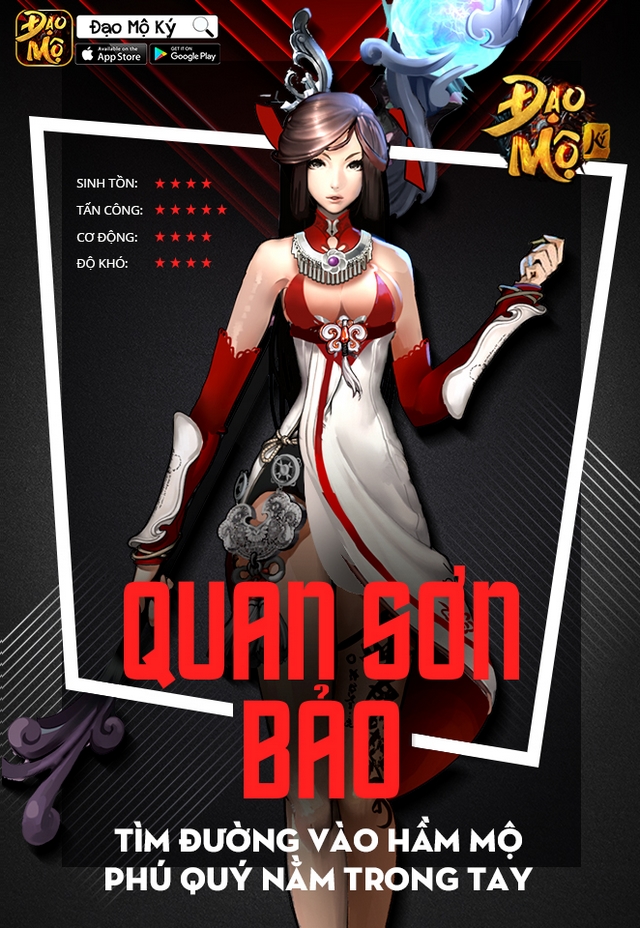 ĐẠO
MỘ
Đạo Mộ Ký
Available on the
App Store
GET IT ON
Google Play
ĐẠO
MỘ
Ký
SINH TỒN: ★★★★
TẤN CÔNG: ★★★★★
CƠ ĐỘNG: ★★★★
ĐỘ KHÓ: ★★★★
QUAN SƠN
BẢO
TÌM ĐƯỜNG VÀO HẦM MỘ
PHÚ QUÝ NẰM TRONG TAY